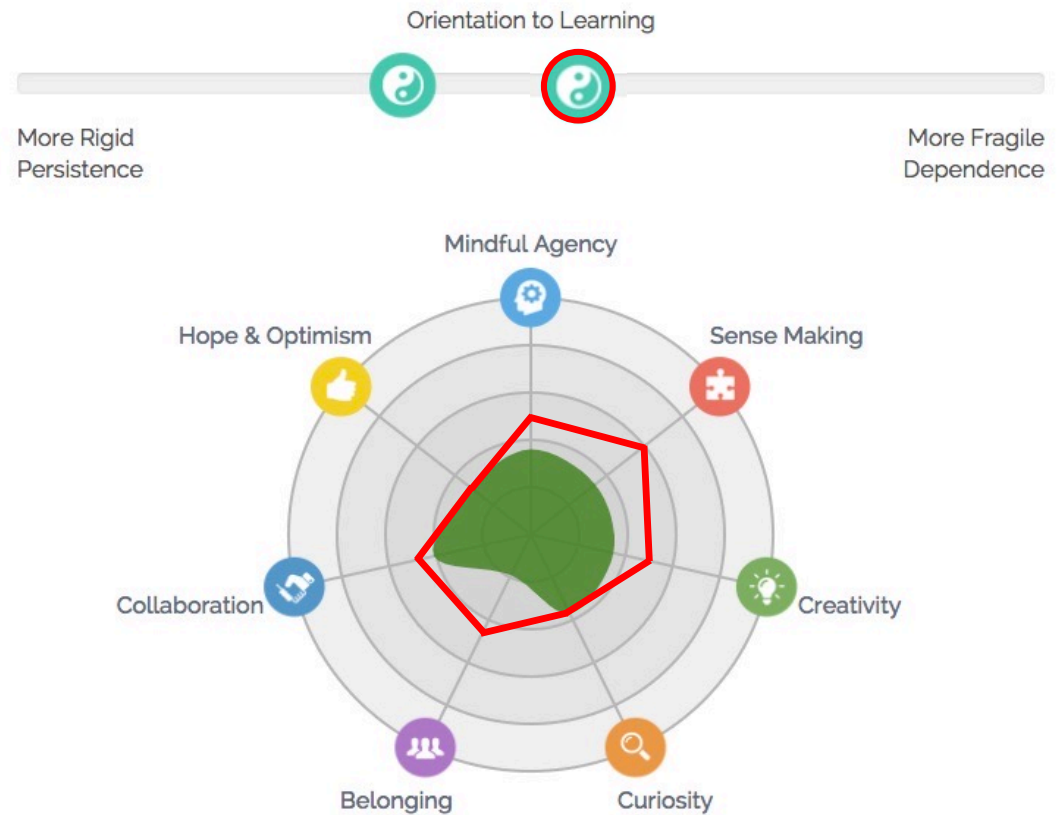 Orientation to Learning
More Rigid
Persistence
More Fragile
Dependence
Mindful Agency
Hope & Optimism
Sense Making
Collaboration
Creativity
Belonging
Curiosity